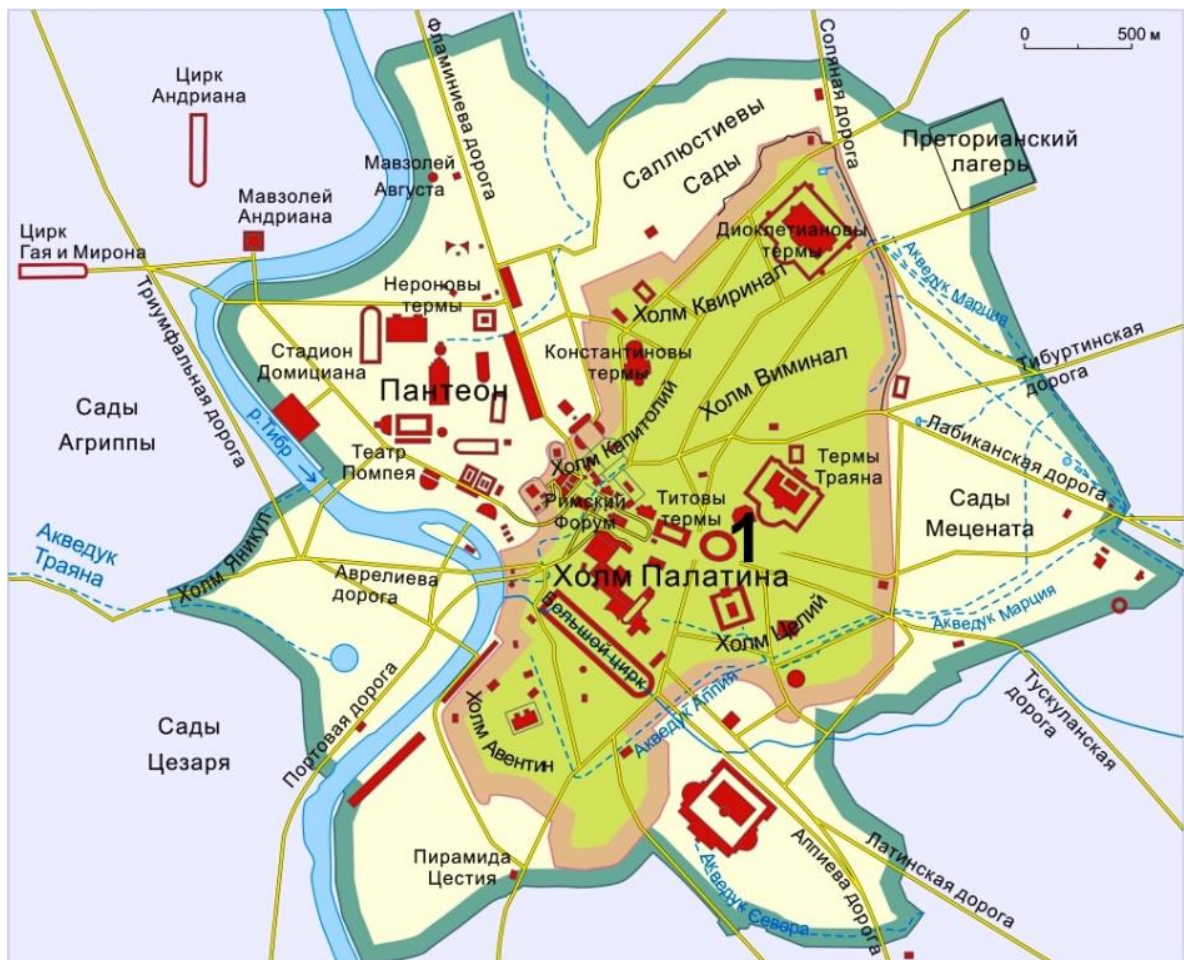 0 500 м
Цирк
Андриана
Фламиниева дорога
Соляная дорога
Саллюстиевы
Сады
Преторианский
лагерь
Мавзолей
Августа
Мавзолей
Андриана
Цирк
Гая и Мирона
Диоклетиановы
термы
Акведук Марция
Нероновы
термы
Холм Квиринал
Триумфальная дорога
Стадион
Домициана
Константиновы
термы
Холм Виминал
Тибуртинская
дорога
Пантеон
Сады
Агриппы
р.Тибр
Лабиканская дорога
Театр
Помпея
Холм Капитолий
Термы
Траяна
Римский
Форум
Титовы
термы
Сады
Мецената
1
Акведук
Траяна
Холм Яникул
Аврелиева
дорога
Холм Палатина
Большой цирк
Холм Целий
Акведук Марция
Тускуланская
дорога
Акведук Аппия
Холм Авентин
Портовая дорога
Сады
Цезаря
Пирамида
Цестия
Аппиева дорога
Латинская дорога
Акведук Севера